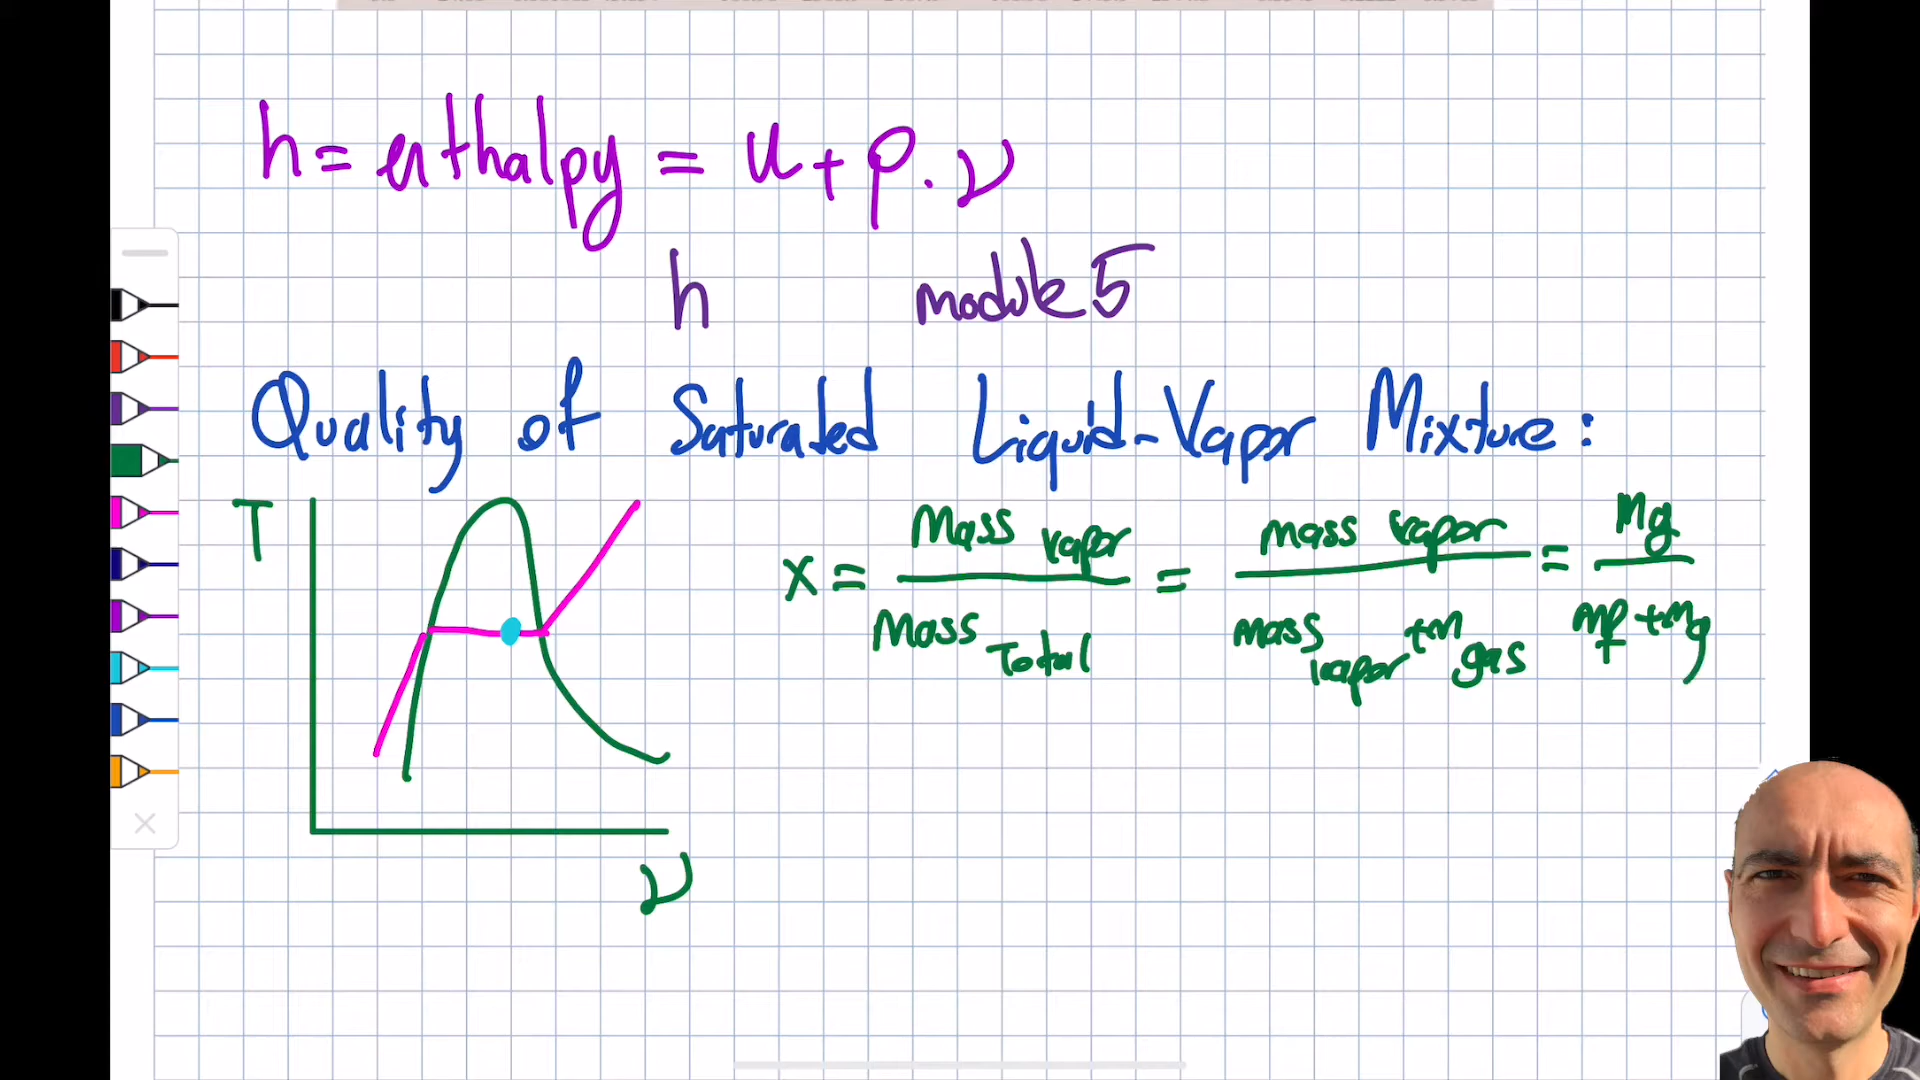 h = enthalpy = u + p . ν
h module 5
Quality of Saturated Liquid-Vapor Mixture :
T
x = Mass vapor / Mass Total = mass vapor / mass vapor + m gas = mg / mf + mg
ν